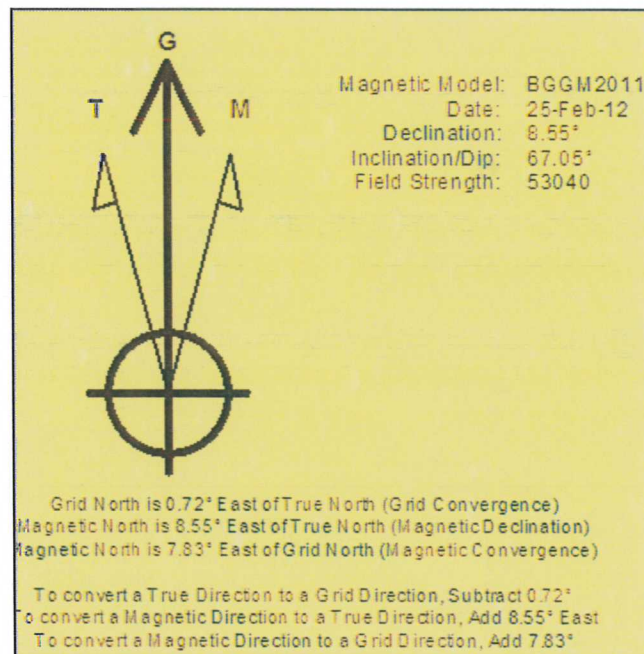 G
T M
Magnetic Model: BGGM2011
Date: 25-Feb-12
Declination: 8.55°
Inclination/Dip: 67.05°
Field Strength: 53040
Grid North is 0.72° East of True North (Grid Convergence)
Magnetic North is 8.55° East of True North (Magnetic Declination)
Magnetic North is 7.83° East of Grid North (Magnetic Convergence)
To convert a True Direction to a Grid Direction, Subtract 0.72°
To convert a Magnetic Direction to a True Direction, Add 8.55° East
To convert a Magnetic Direction to a Grid Direction, Add 7.83°